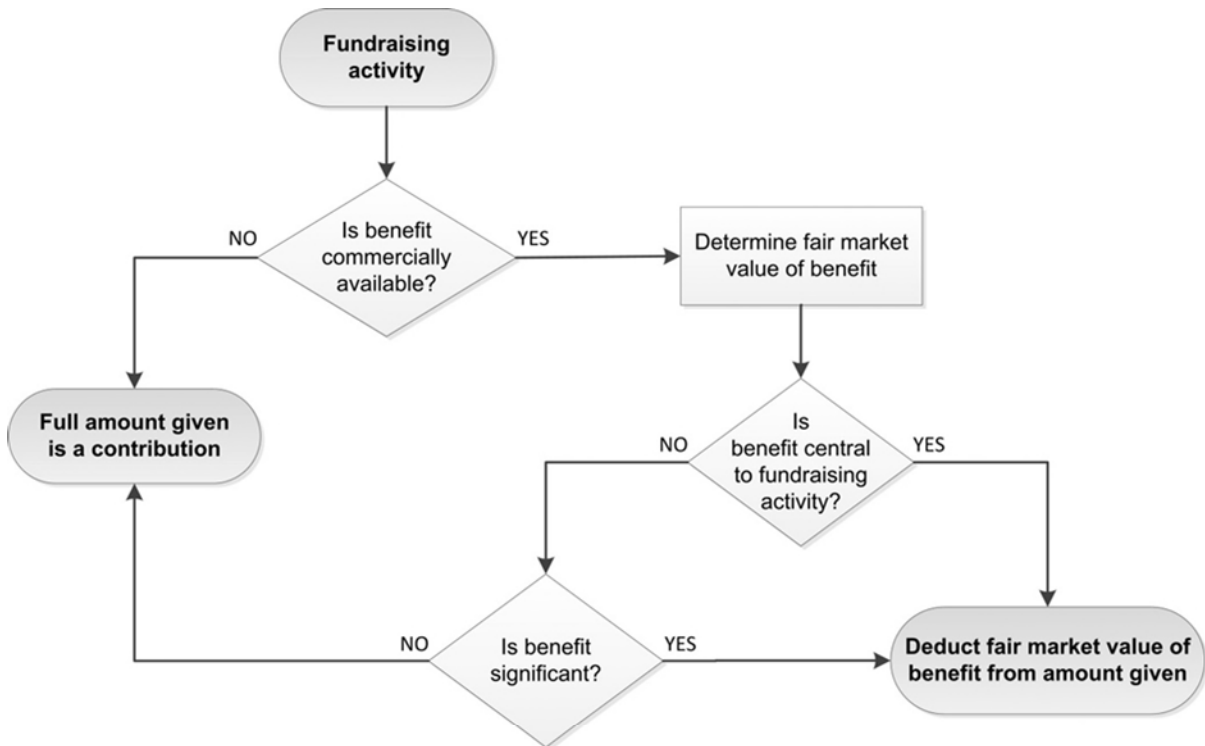 Fundraising
activity
NO
Is benefit
commercially
available?
YES
Determine fair market
value of benefit
Full amount given
is a contribution
NO
Is
benefit central
to fundraising
activity?
YES
NO
Is benefit
significant?
YES
Deduct fair market value of
benefit from amount given